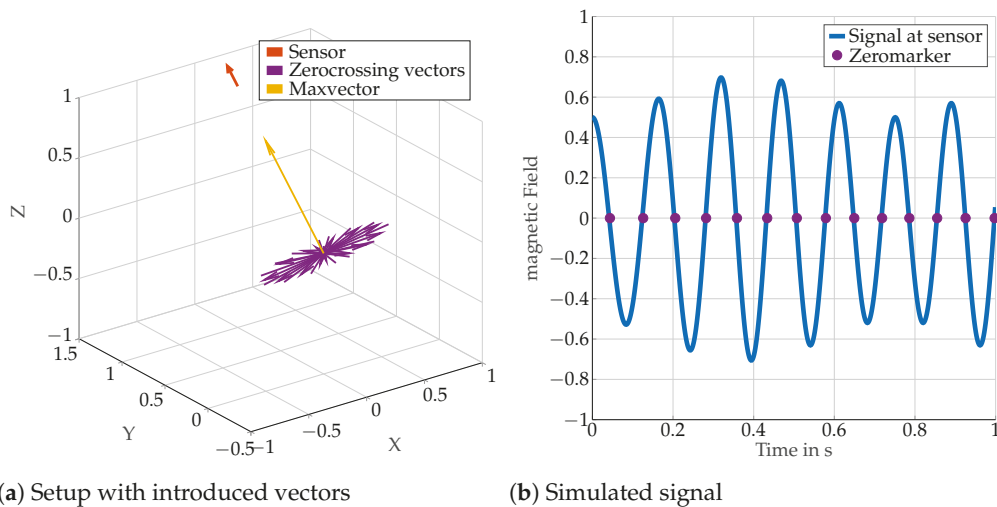 Sensor
Zerocrossing vectors
Maxvector
1
0.5
0
−0.5
−1
Z
1.5
1
0.5
0
−0.5
Y
−1
−0.5
0
0.5
1
X
(a) Setup with introduced vectors
Signal at sensor
Zeromarker
1
0.8
0.6
0.4
0.2
0
−0.2
−0.4
−0.6
−0.8
−1
magnetic Field
0
0.2
0.4
0.6
0.8
1
Time in s
(b) Simulated signal